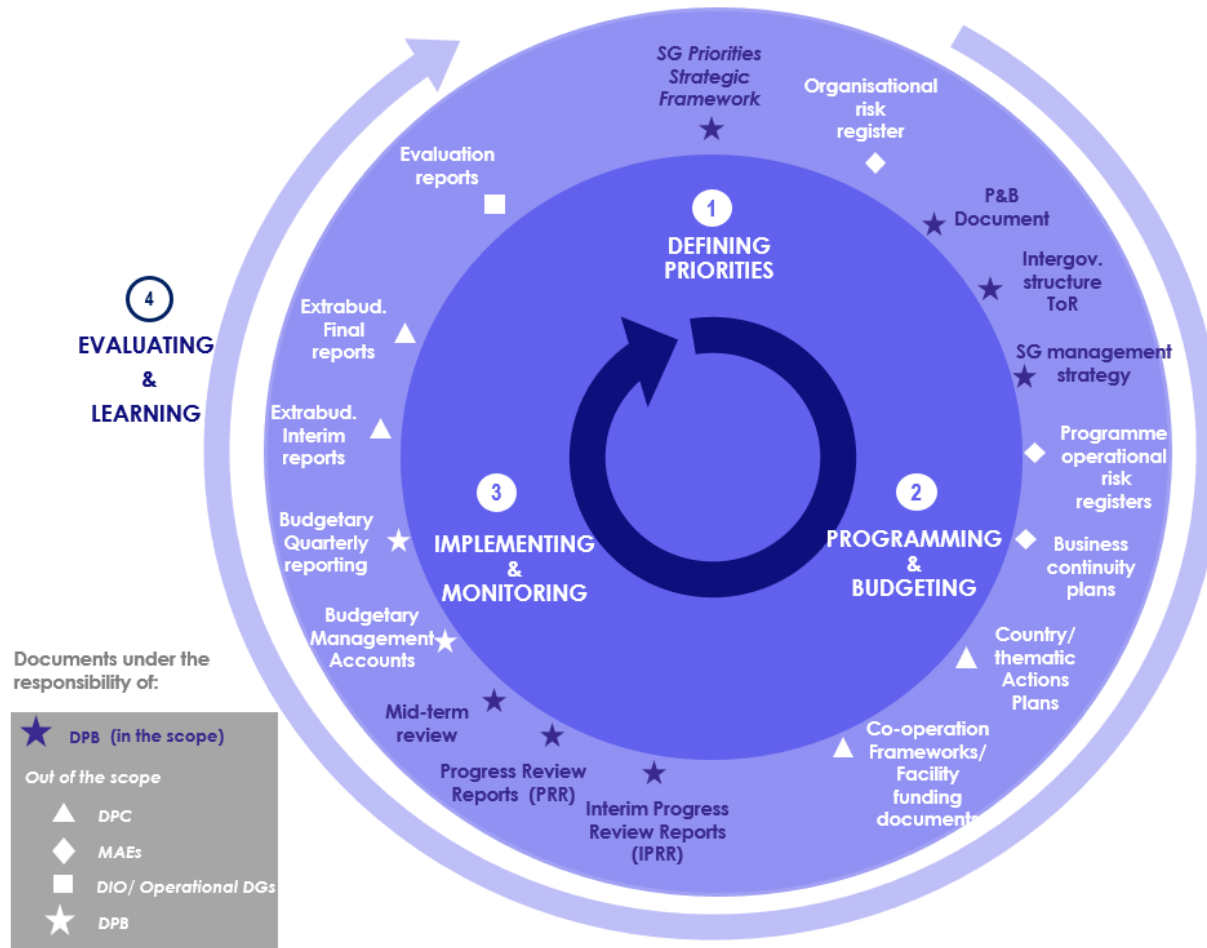 SG Priorities
Strategic
Framework
Organisational
risk
register
P&B
Document
Intergov.
structure
ToR
SG management
strategy
Programme
operational
risk
registers
Business
continuity
plans
Country/
thematic
Actions
Plans
Co-operation
Frameworks/
Facility
funding
documents
Interim Progress
Review Reports
(IPRR)
Progress Review
Reports (PRR)
Mid-term
review
Budgetary
Management
Accounts
Budgetary
Quarterly
reporting
Extrabud.
Interim
reports
Extrabud.
Final
reports
Evaluation
reports
1
DEFINING
PRIORITIES
2
PROGRAMMING
&
BUDGETING
3
IMPLEMENTING
&
MONITORING
4
EVALUATING
&
LEARNING
Documents under the
responsibility of:
DPB (in the scope)
Out of the scope
DPC
MAEs
DIO/ Operational DGs
DPB